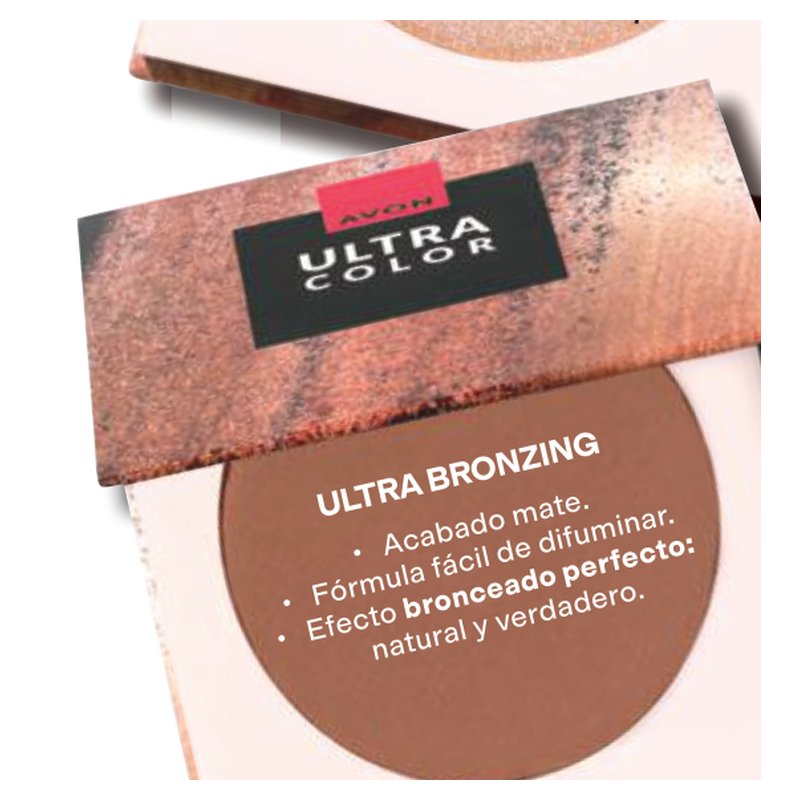 AVON
ULTRA
COLOR
ULTRA BRONZING
• Acabado mate.
• Fórmula fácil de difuminar.
• Efecto bronceado perfecto:
natural y verdadero.